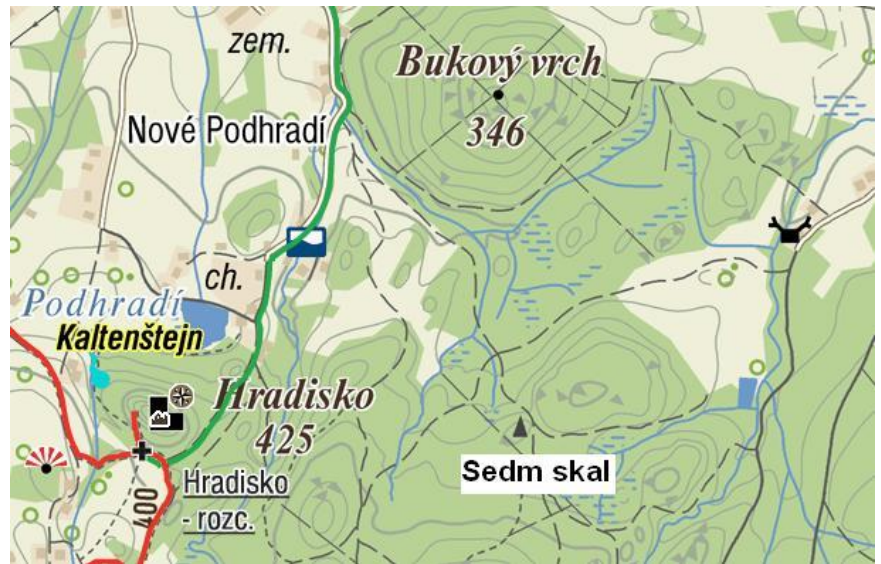 zem.
Bukový vrch
346
Nové Podhradí
ch.
Podhradí
Kaltenštejn
Hradisko
425
Sedm skal
Hradisko
- rozc.
400